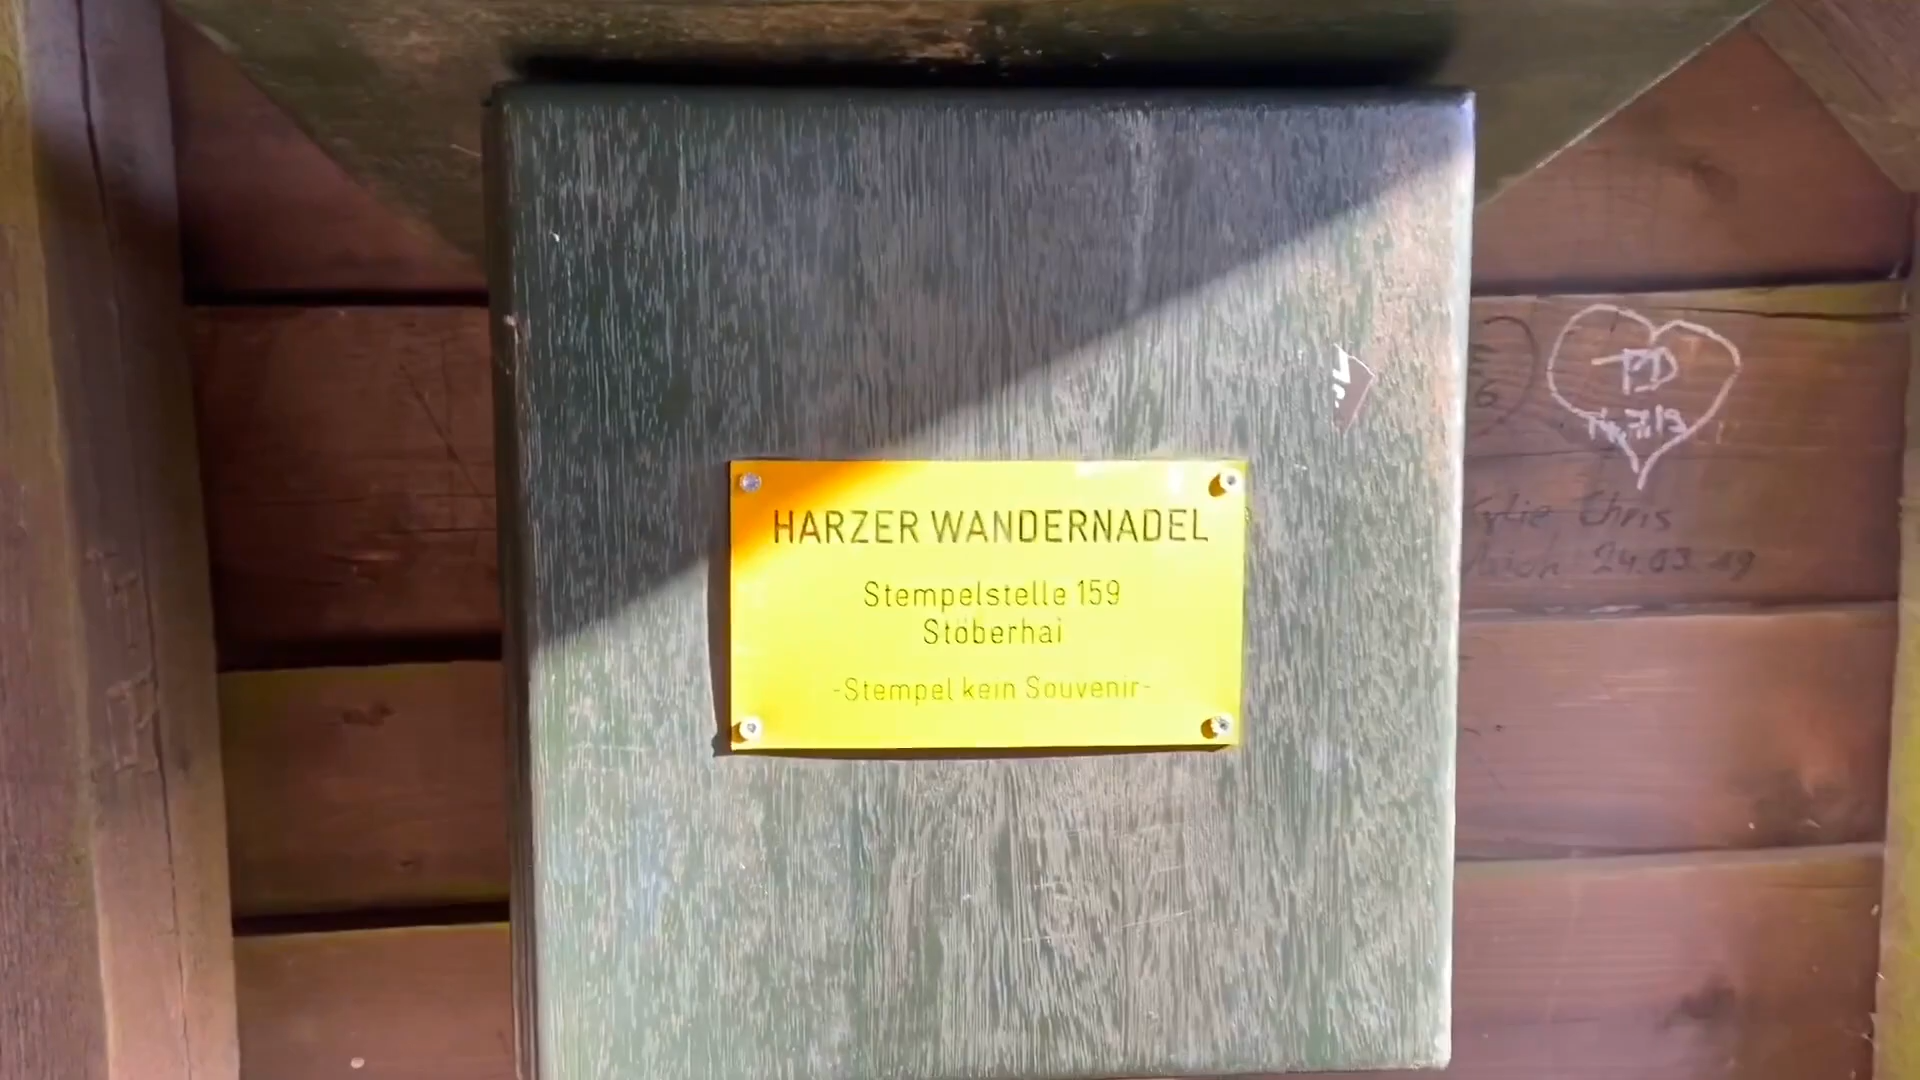 HARZER WANDERNADEL
Stempelstelle 159
Stöberhai
-Stempel kein Souvenir-
Chris
24.03.19